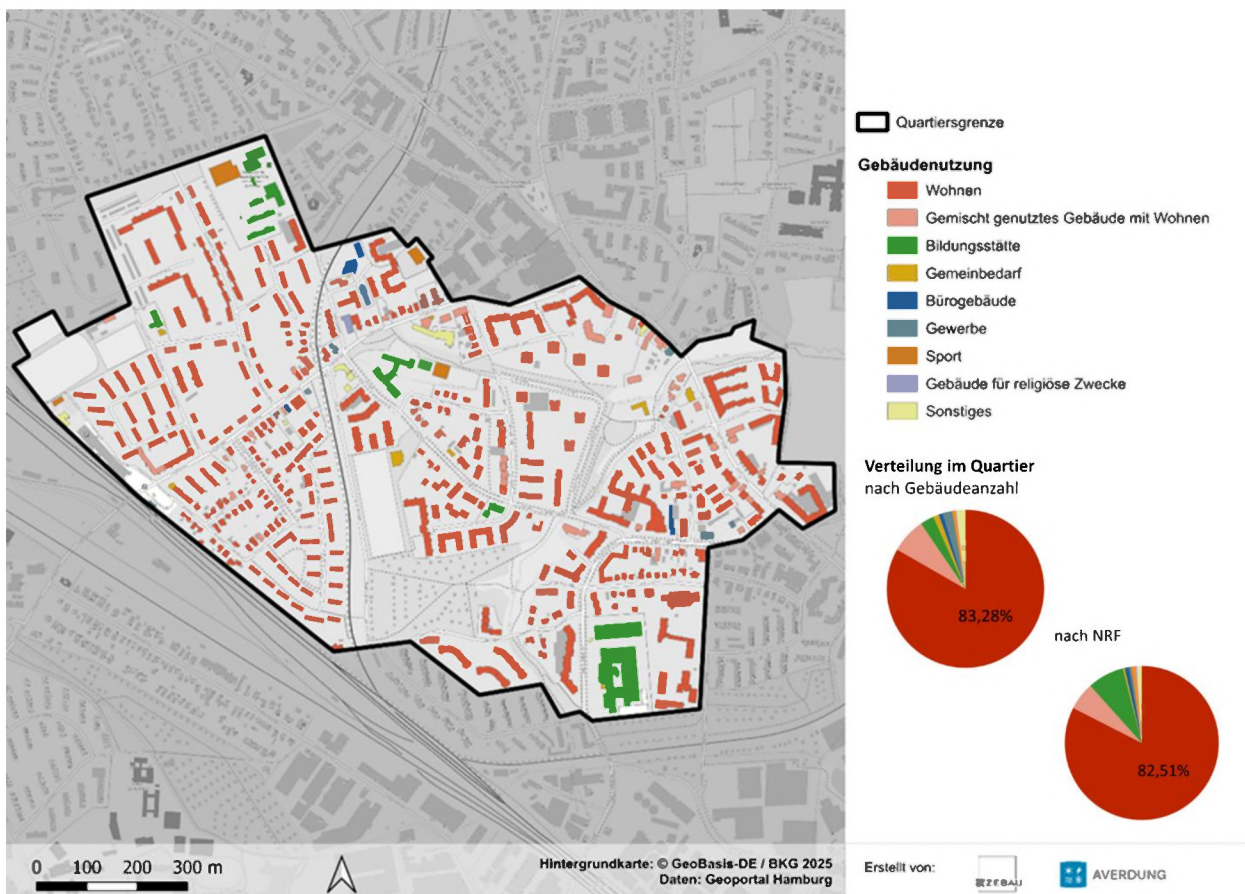 Quartiersgrenze
Gebäudenutzung
Wohnen
Gemischt genutztes Gebäude mit Wohnen
Bildungsstätte
Gemeinbedarf
Bürogebäude
Gewerbe
Sport
Gebäude für religiöse Zwecke
Sonstiges
Verteilung im Quartier
nach Gebäudeanzahl
83,28%
nach NRF
82,51%
0 100 200 300 m
Hintergrundkarte: © GeoBasis-DE / BKG 2025
Daten: Geoportal Hamburg
Erstellt von:
ZEBAU
AVERDUNG